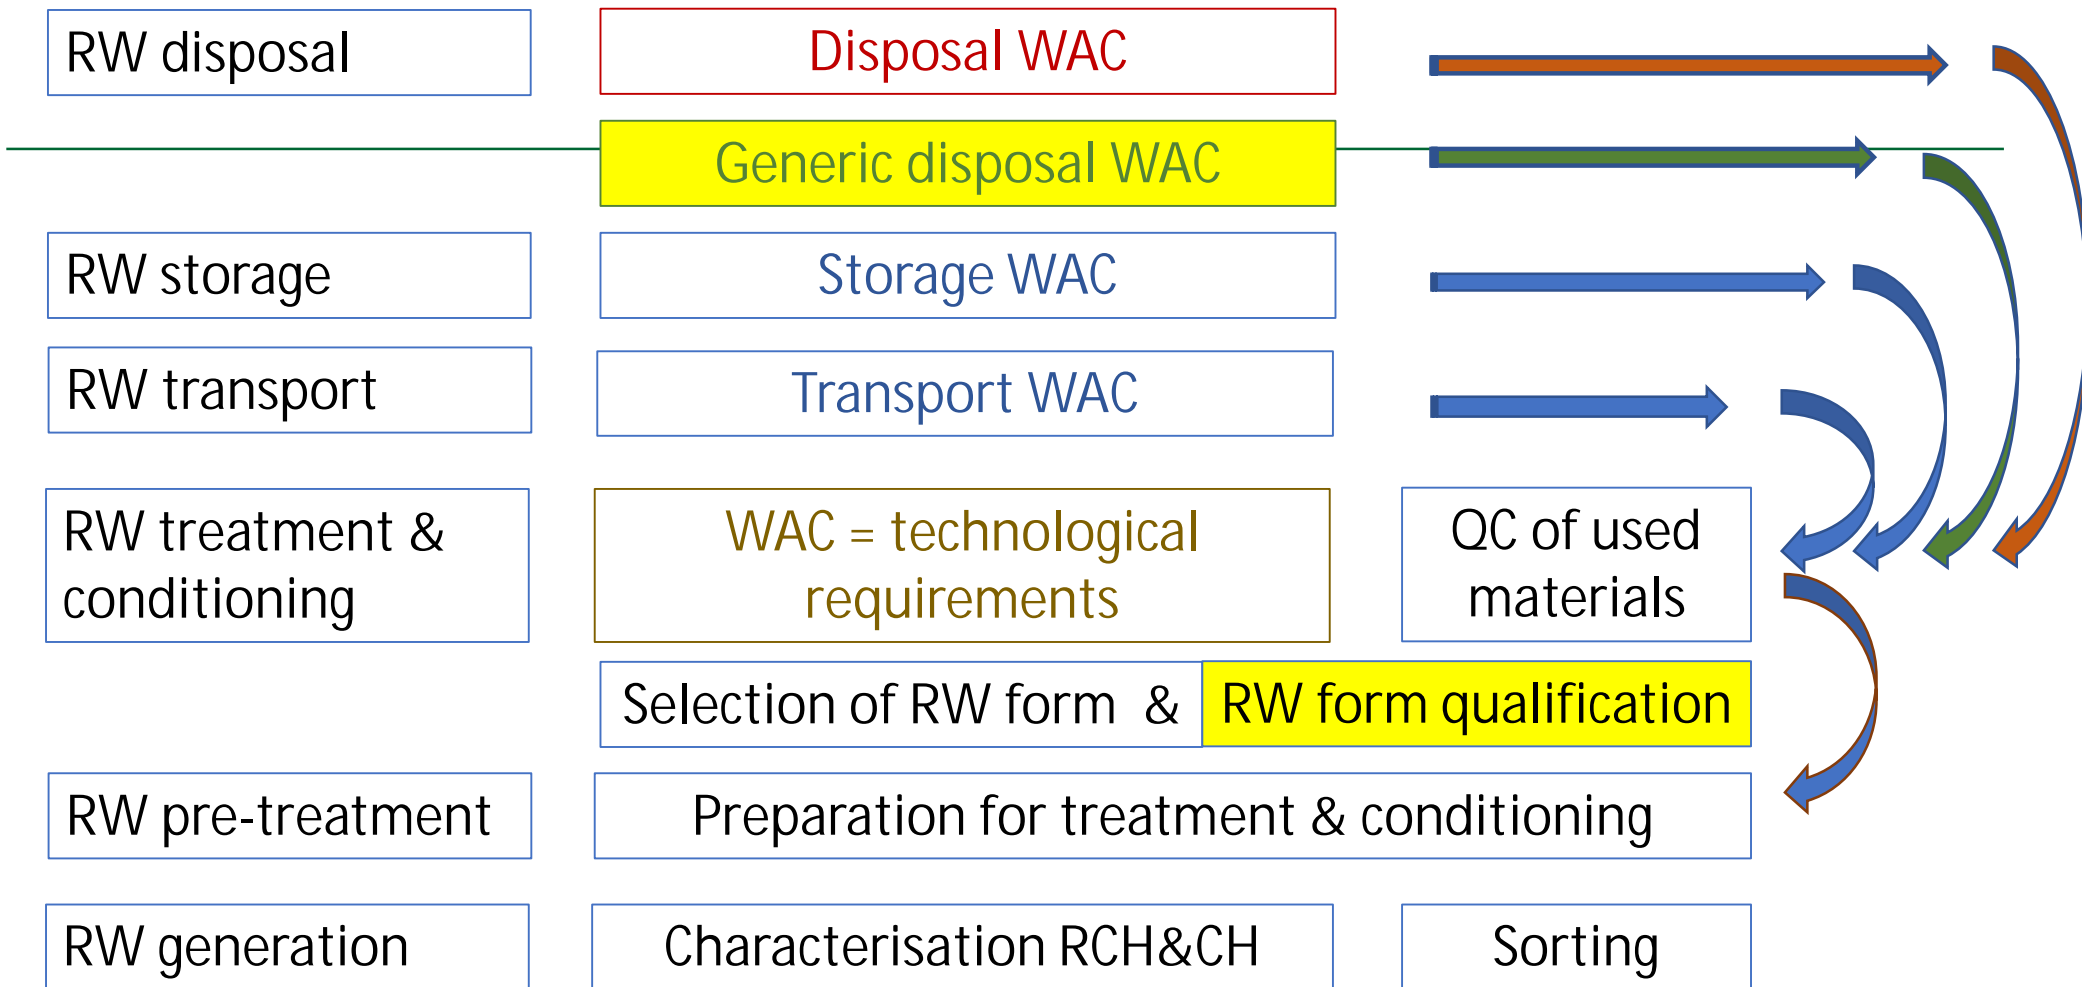 RW disposal
Disposal WAC
Generic disposal WAC
RW storage
Storage WAC
RW transport
Transport WAC
RW treatment &
conditioning
WAC = technological
requirements
QC of used
materials
Selection of RW form &
RW form qualification
RW pre-treatment
Preparation for treatment & conditioning
RW generation
Characterisation RCH&CH
Sorting